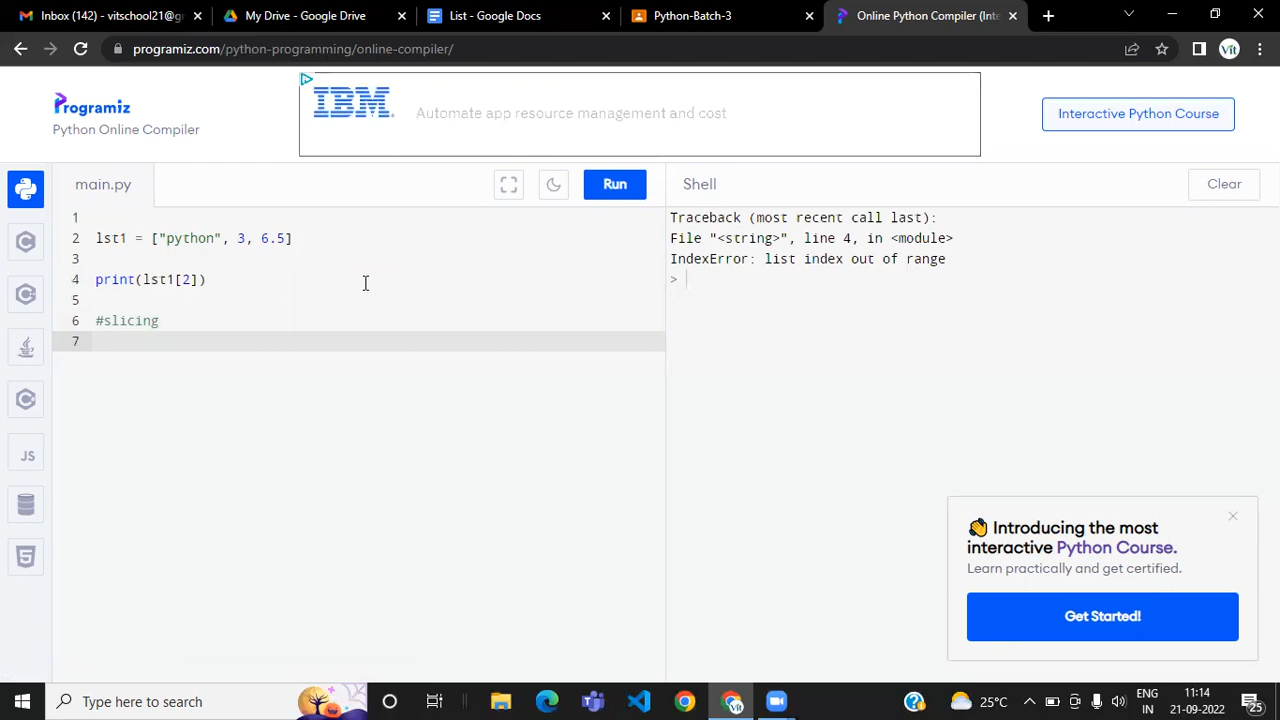 Inbox (142) - vitschool21@g
My Drive - Google Drive
List - Google Docs
Python-Batch-3
Online Python Compiler (Inte
programiz.com/python-programming/online-compiler/
Vit
Programiz
Python Online Compiler
IBM.
Automate app resource management and cost
Interactive Python Course
main.py
Run
Shell
Clear
1
2 lst1 = ["python", 3, 6.5]
3
4 print(lst1[2])
5
6 #slicing
7
Traceback (most recent call last):
File "<string>", line 4, in <module>
IndexError: list index out of range
>
JS
5
👋 Introducing the most
interactive Python Course.
Learn practically and get certified.
Get Started!
Type here to search
Vit
25°C
ENG
IN
11:14
21-09-2022
25